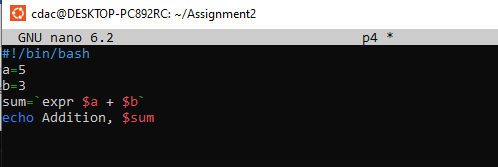 cdac@DESKTOP-PC892RC: ~/Assignment2
GNU nano 6.2 p4 *
#!/bin/bash
a=5
b=3
sum=`expr $a + $b`
echo Addition, $sum